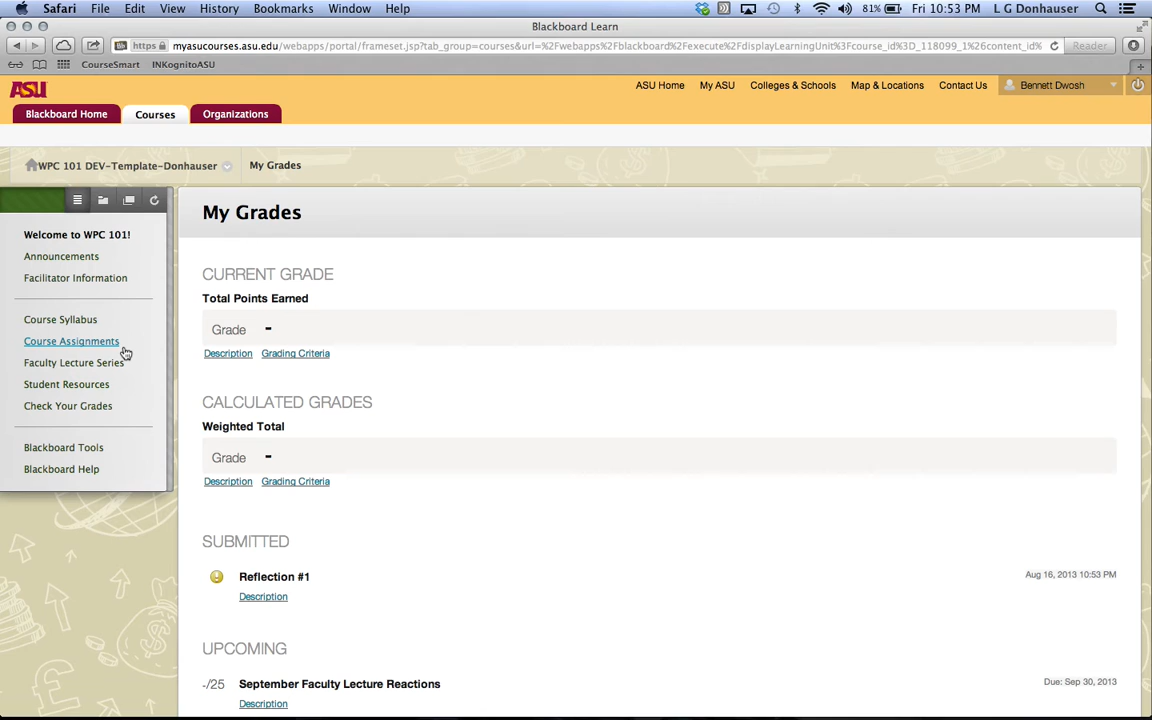 Safari File Edit View History Bookmarks Window Help 81% Fri 10:53 PM L G Donhauser
Blackboard Learn
https myasucourses.asu.edu/webapps/portal/frameset.jsp?tab_group=courses&url=%2Fwebapps%2Fblackboard%2Fexecute%2FdisplayLearningUnit%3Fcourse_id%3D_118099_1%26content_id% Reader
CourseSmart INKognitoASU
ASU ASU Home My ASU Colleges & Schools Map & Locations Contact Us Bennett Dwosh
Blackboard Home Courses Organizations
WPC 101 DEV-Template-Donhauser My Grades
My Grades
Welcome to WPC 101!
Announcements
Facilitator Information
Course Syllabus
Course Assignments
Faculty Lecture Series
Student Resources
Check Your Grades
Blackboard Tools
Blackboard Help
CURRENT GRADE
Total Points Earned
Grade -
Description Grading Criteria
CALCULATED GRADES
Weighted Total
Grade -
Description Grading Criteria
SUBMITTED
Reflection #1 Aug 16, 2013 10:53 PM
Description
UPCOMING
-/25 September Faculty Lecture Reactions Due: Sep 30, 2013
Description